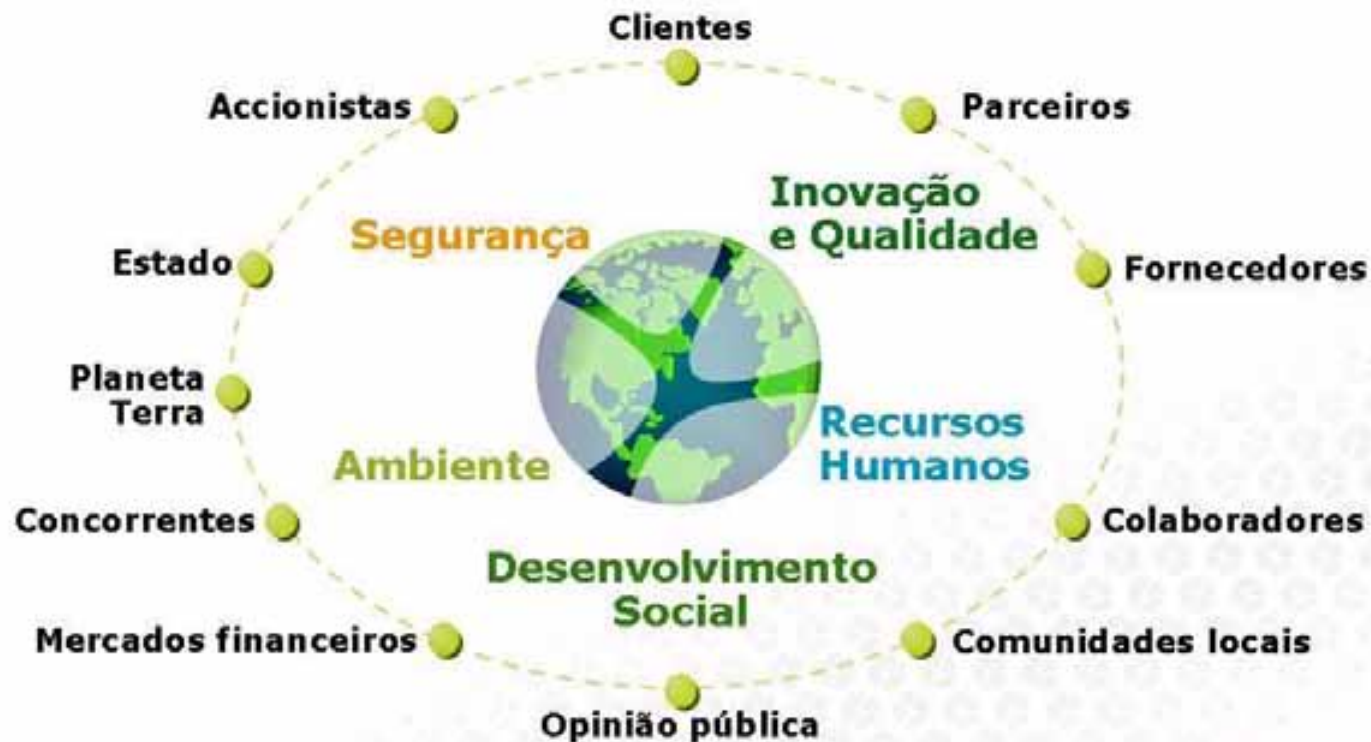 Clientes
Accionistas
Parceiros
Inovação
e Qualidade
Segurança
Estado
Fornecedores
Planeta
Terra
Recursos
Humanos
Ambiente
Concorrentes
Colaboradores
Desenvolvimento
Social
Mercados financeiros
Comunidades locais
Opinião pública